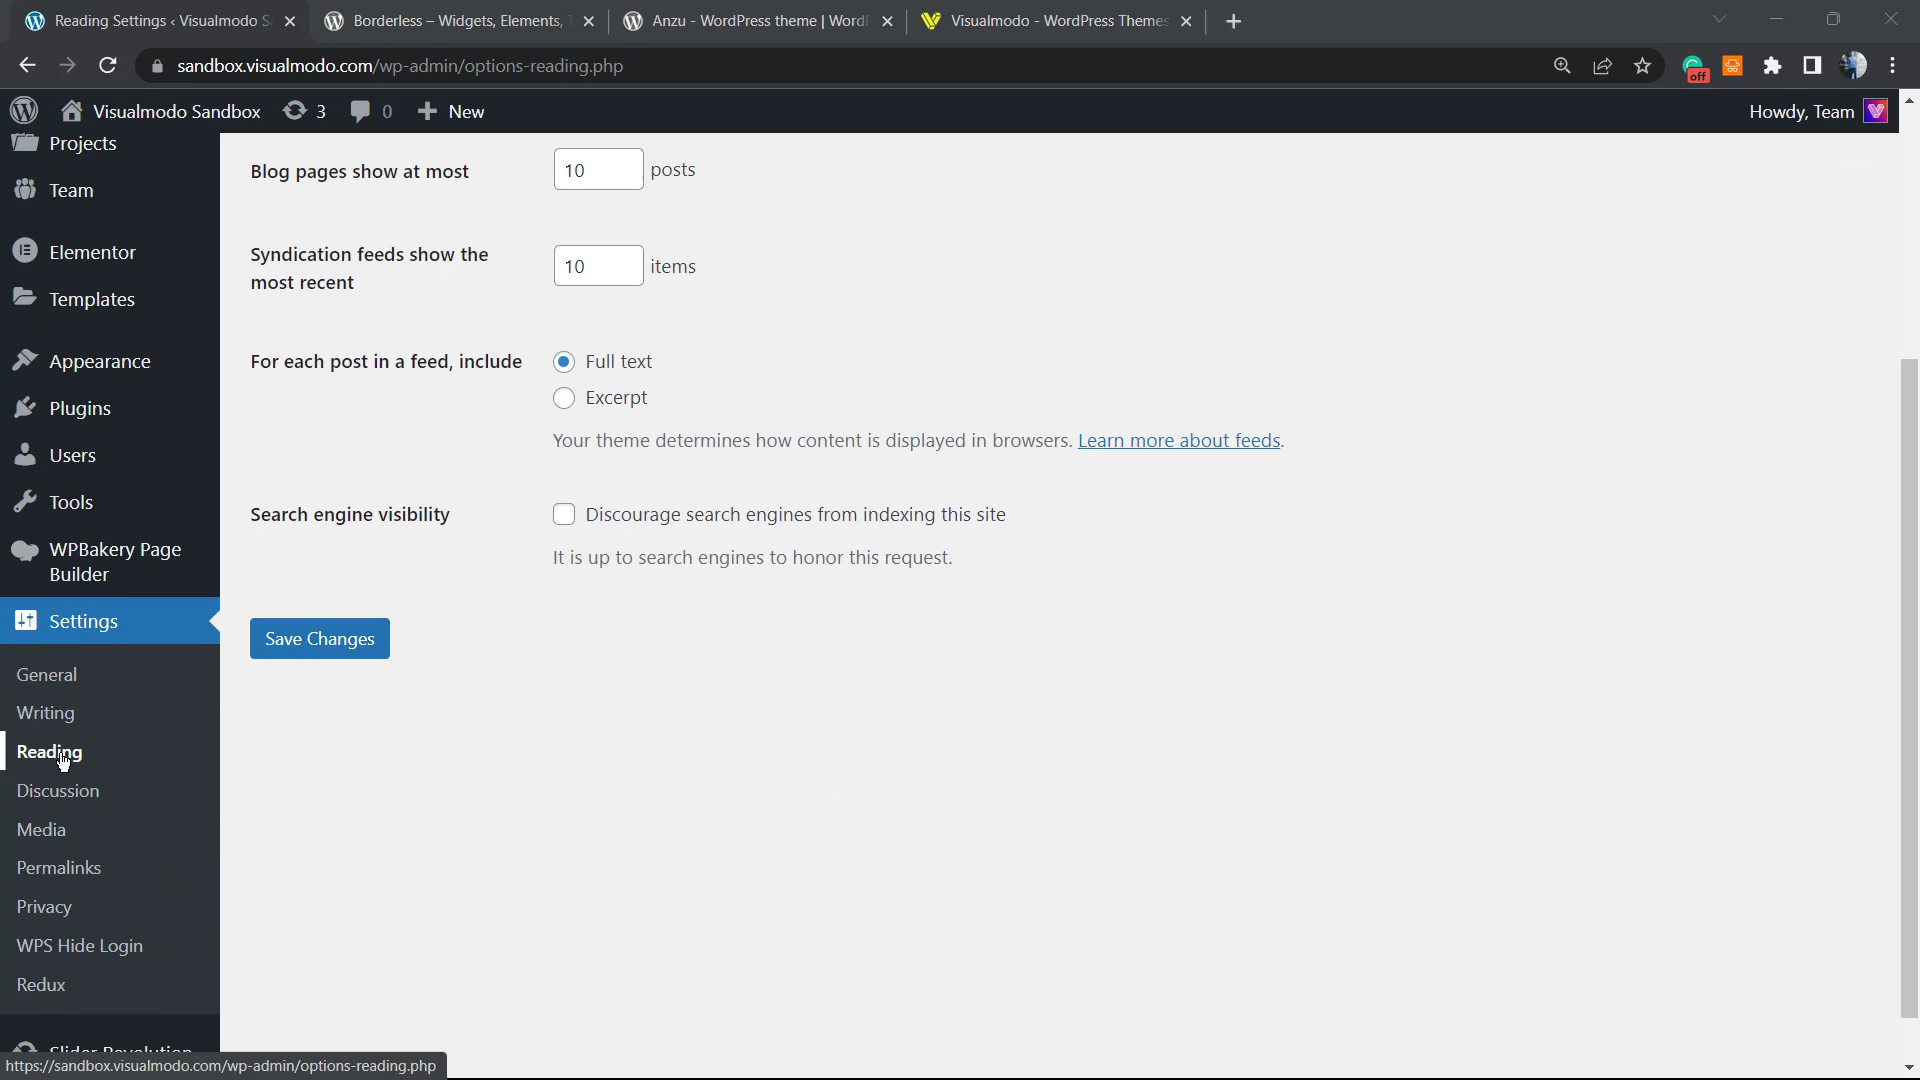 Reading Settings ‹ Visualmodo S
Borderless – Widgets, Elements,
Anzu - WordPress theme | Word
Visualmodo - WordPress Themes
sandbox.visualmodo.com/wp-admin/options-reading.php
off
Visualmodo Sandbox
3
0
New
Howdy, Team
Projects
Team
Elementor
Templates
Appearance
Plugins
Users
Tools
WPBakery Page
Builder
Settings
General
Writing
Reading
Discussion
Media
Permalinks
Privacy
WPS Hide Login
Redux
Slider Revolution
Blog pages show at most
10
posts
Syndication feeds show the
most recent
10
items
For each post in a feed, include
Full text
Excerpt
Your theme determines how content is displayed in browsers. Learn more about feeds.
Search engine visibility
Discourage search engines from indexing this site
It is up to search engines to honor this request.
Save Changes
https://sandbox.visualmodo.com/wp-admin/options-reading.php